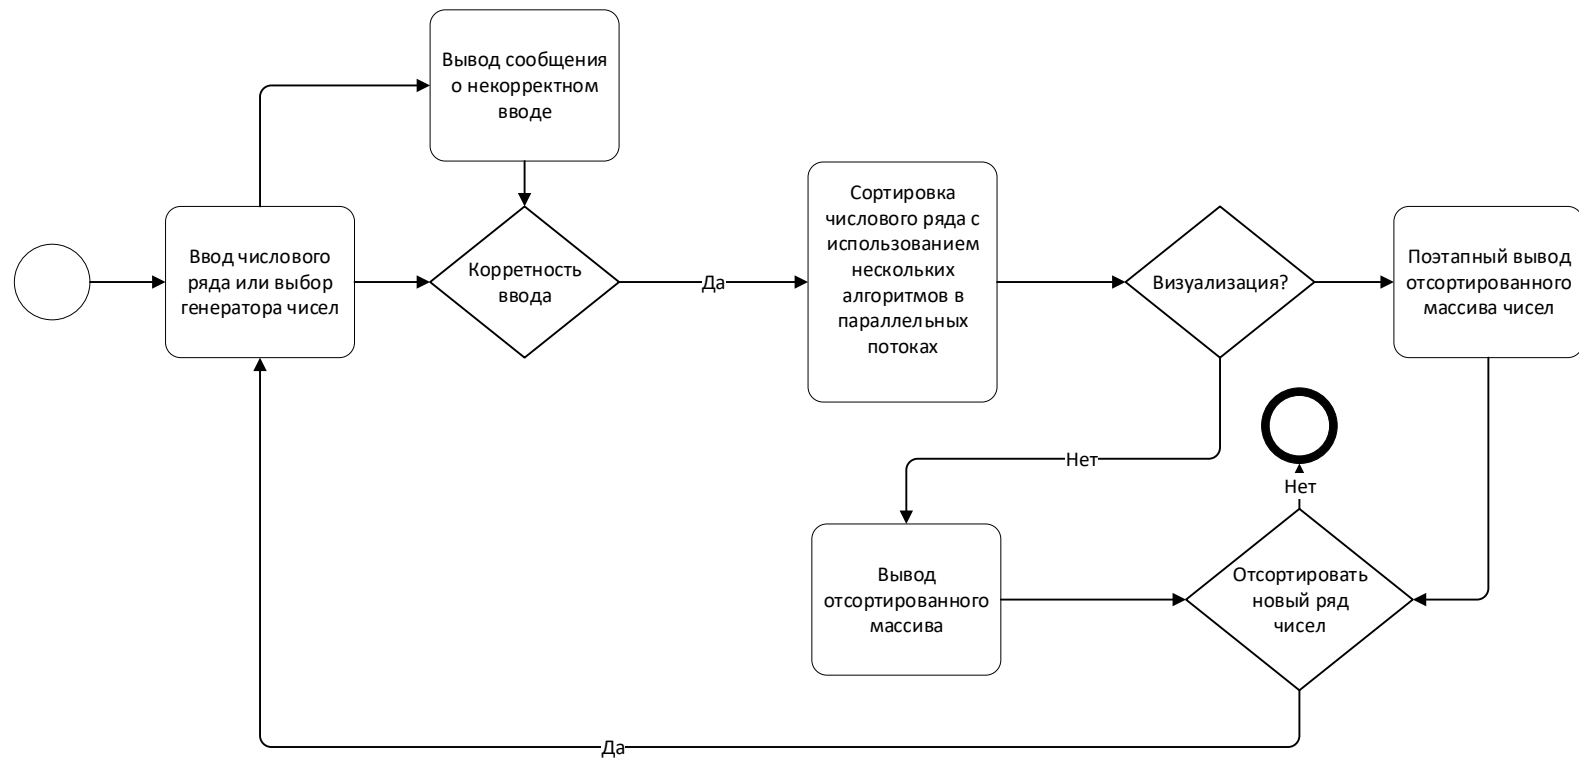 Вывод сообщения
о некорректном
вводе
Ввод числового
ряда или выбор
генератора чисел
Корретность
ввода
Да
Сортировка
числового ряда с
использованием
нескольких
алгоритмов в
параллельных
потоках
Визуализация?
Поэтапный вывод
отсортированного
массива чисел
Нет
Нет
Вывод
отсортированного
массива
Отсортировать
новый ряд
чисел
Да